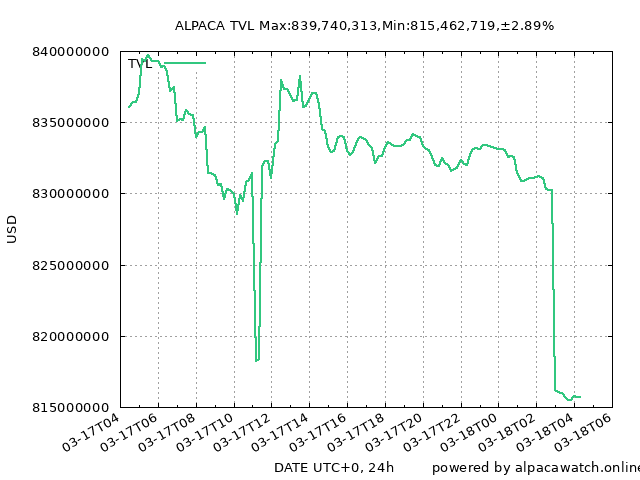 ALPACA TVL Max:839,740,313,Min:815,462,719,±2.89%
TVL
840000000
835000000
830000000
825000000
820000000
815000000
USD
03-17T04
03-17T06
03-17T08
03-17T10
03-17T12
03-17T14
03-17T16
03-17T18
03-17T20
03-17T22
03-18T00
03-18T02
03-18T04
03-18T06
DATE UTC+0, 24h
powered by alpacawatch.online